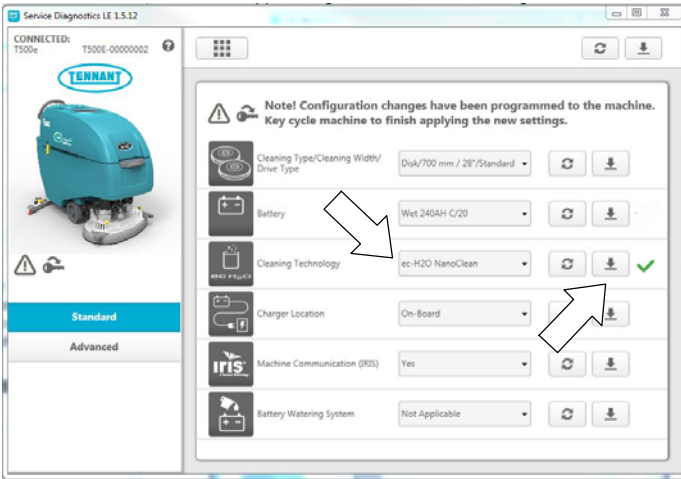 Service Diagnostics LE 1.5.12
CONNECTED:
T500e T500E-00000002
TENNANT
Note! Configuration changes have been programmed to the machine.
Key cycle machine to finish applying the new settings.
Cleaning Type/Cleaning Width/
Drive Type
Disk/700 mm / 28"/Standard
Battery
Wet 240AH C/20
ec H2O
Cleaning Technology
ec-H2O NanoClean
Standard
Charger Location
On-Board
Advanced
IRIS
Machine Communication (IRIS)
Yes
Battery Watering System
Not Applicable